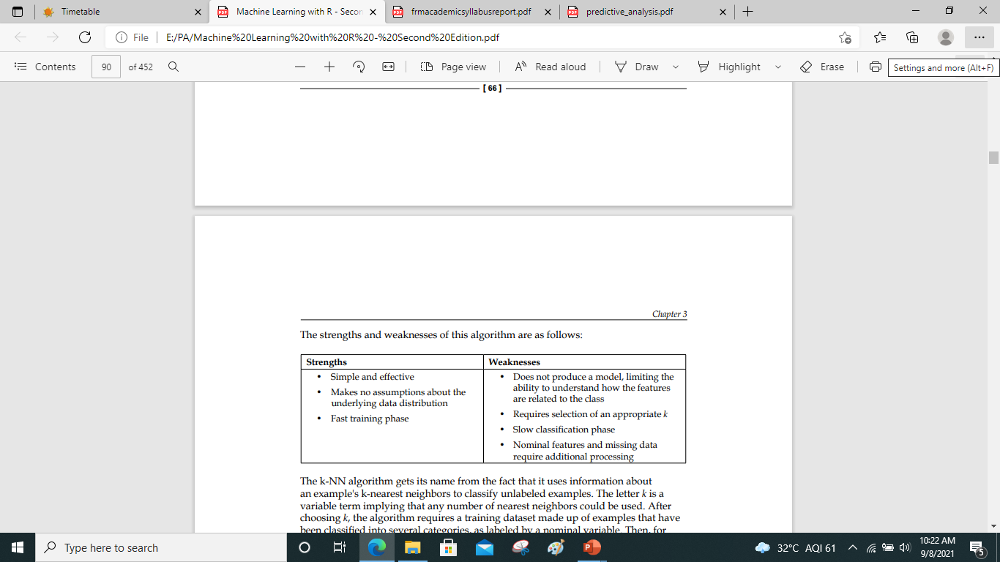 Timetable
Machine Learning with R - Secon
frmacademicsyllabusreport.pdf
predictive_analysis.pdf
File
E:/PA/Machine%20Learning%20with%20R%20-%20Second%20Edition.pdf
Contents
90
of 452
Page view
Read aloud
Draw
Highlight
Erase
Settings and more (Alt+F)
[ 66 ]
Chapter 3
The strengths and weaknesses of this algorithm are as follows:
Strengths
• Simple and effective
• Makes no assumptions about the
underlying data distribution
• Fast training phase
Weaknesses
• Does not produce a model, limiting the
ability to understand how the features
are related to the class
• Requires selection of an appropriate k
• Slow classification phase
• Nominal features and missing data
require additional processing
The k-NN algorithm gets its name from the fact that it uses information about
an example's k-nearest neighbors to classify unlabeled examples. The letter k is a
variable term implying that any number of nearest neighbors could be used. After
choosing k, the algorithm requires a training dataset made up of examples that have
been classified into several categories, as labeled by a nominal variable. Then, for
Type here to search
32°C AQI 61
10:22 AM
9/8/2021
5